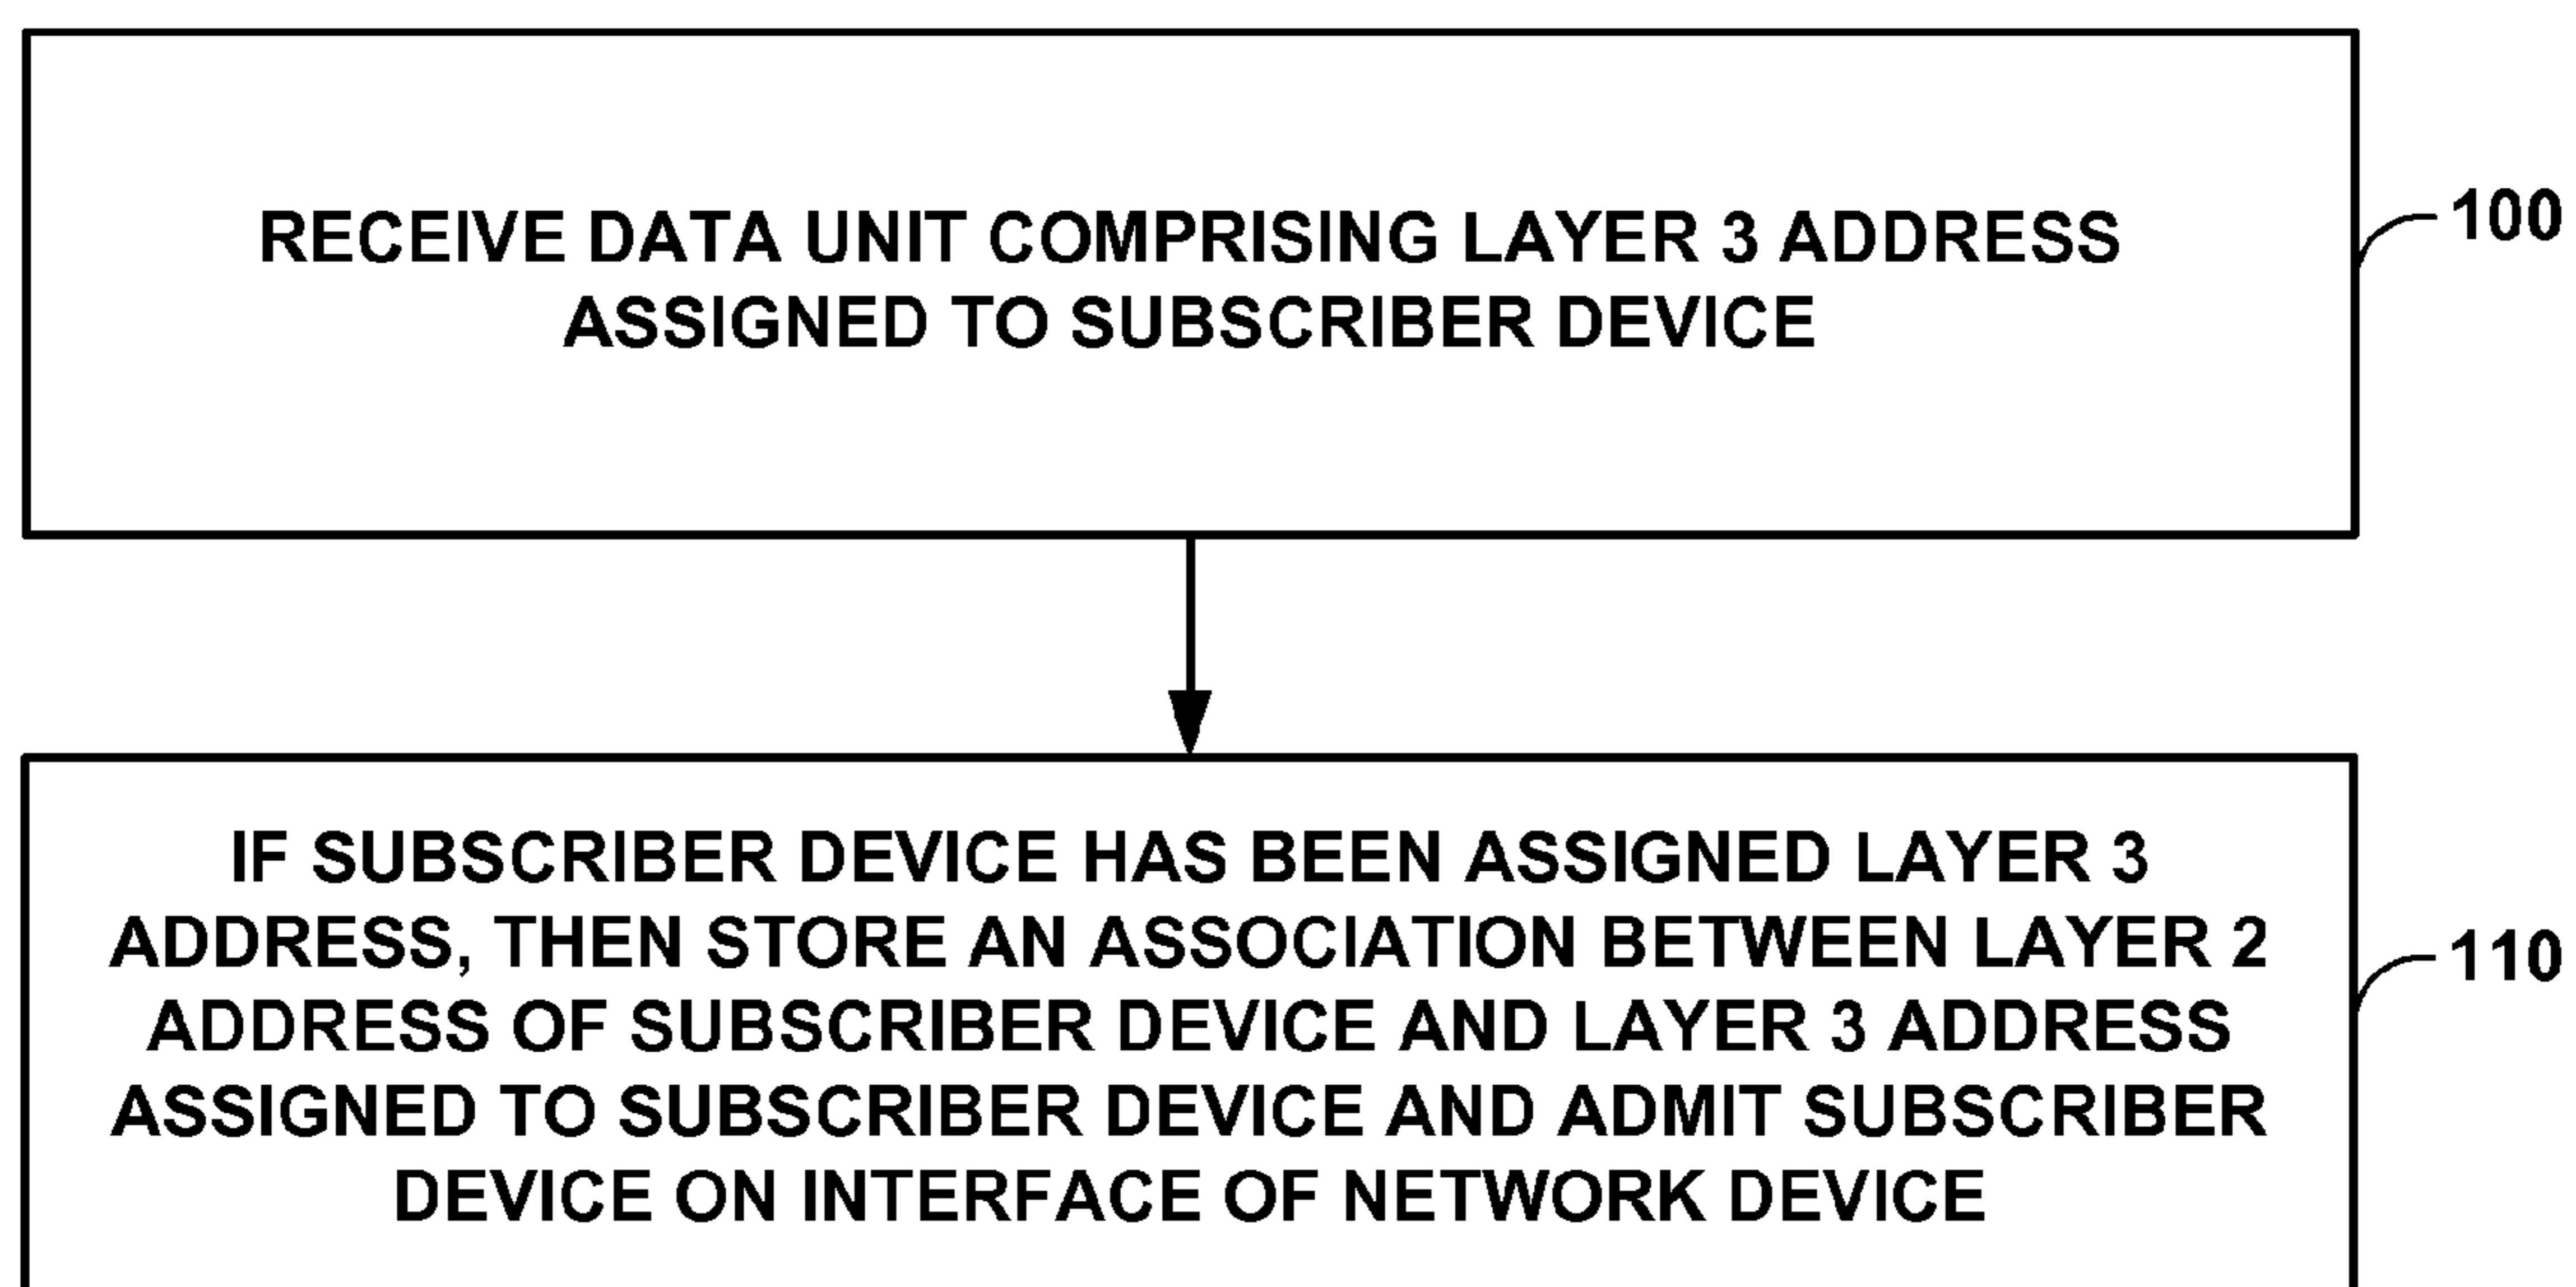 RECEIVE DATA UNIT COMPRISING LAYER 3 ADDRESS
ASSIGNED TO SUBSCRIBER DEVICE
100
IF SUBSCRIBER DEVICE HAS BEEN ASSIGNED LAYER 3
ADDRESS, THEN STORE AN ASSOCIATION BETWEEN LAYER 2
ADDRESS OF SUBSCRIBER DEVICE AND LAYER 3 ADDRESS
ASSIGNED TO SUBSCRIBER DEVICE AND ADMIT SUBSCRIBER
DEVICE ON INTERFACE OF NETWORK DEVICE
110